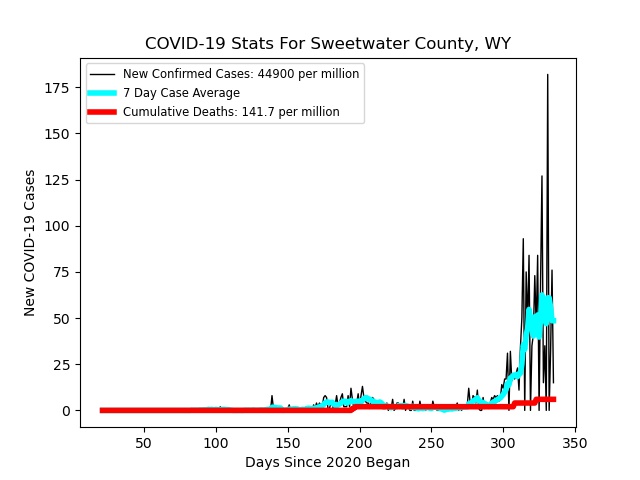 COVID-19 Stats For Sweetwater County, WY
New Confirmed Cases: 44900 per million
7 Day Case Average
Cumulative Deaths: 141.7 per million
New COVID-19 Cases
175
150
125
100
75
50
25
0
50 100 150 200 250 300 350
Days Since 2020 Began